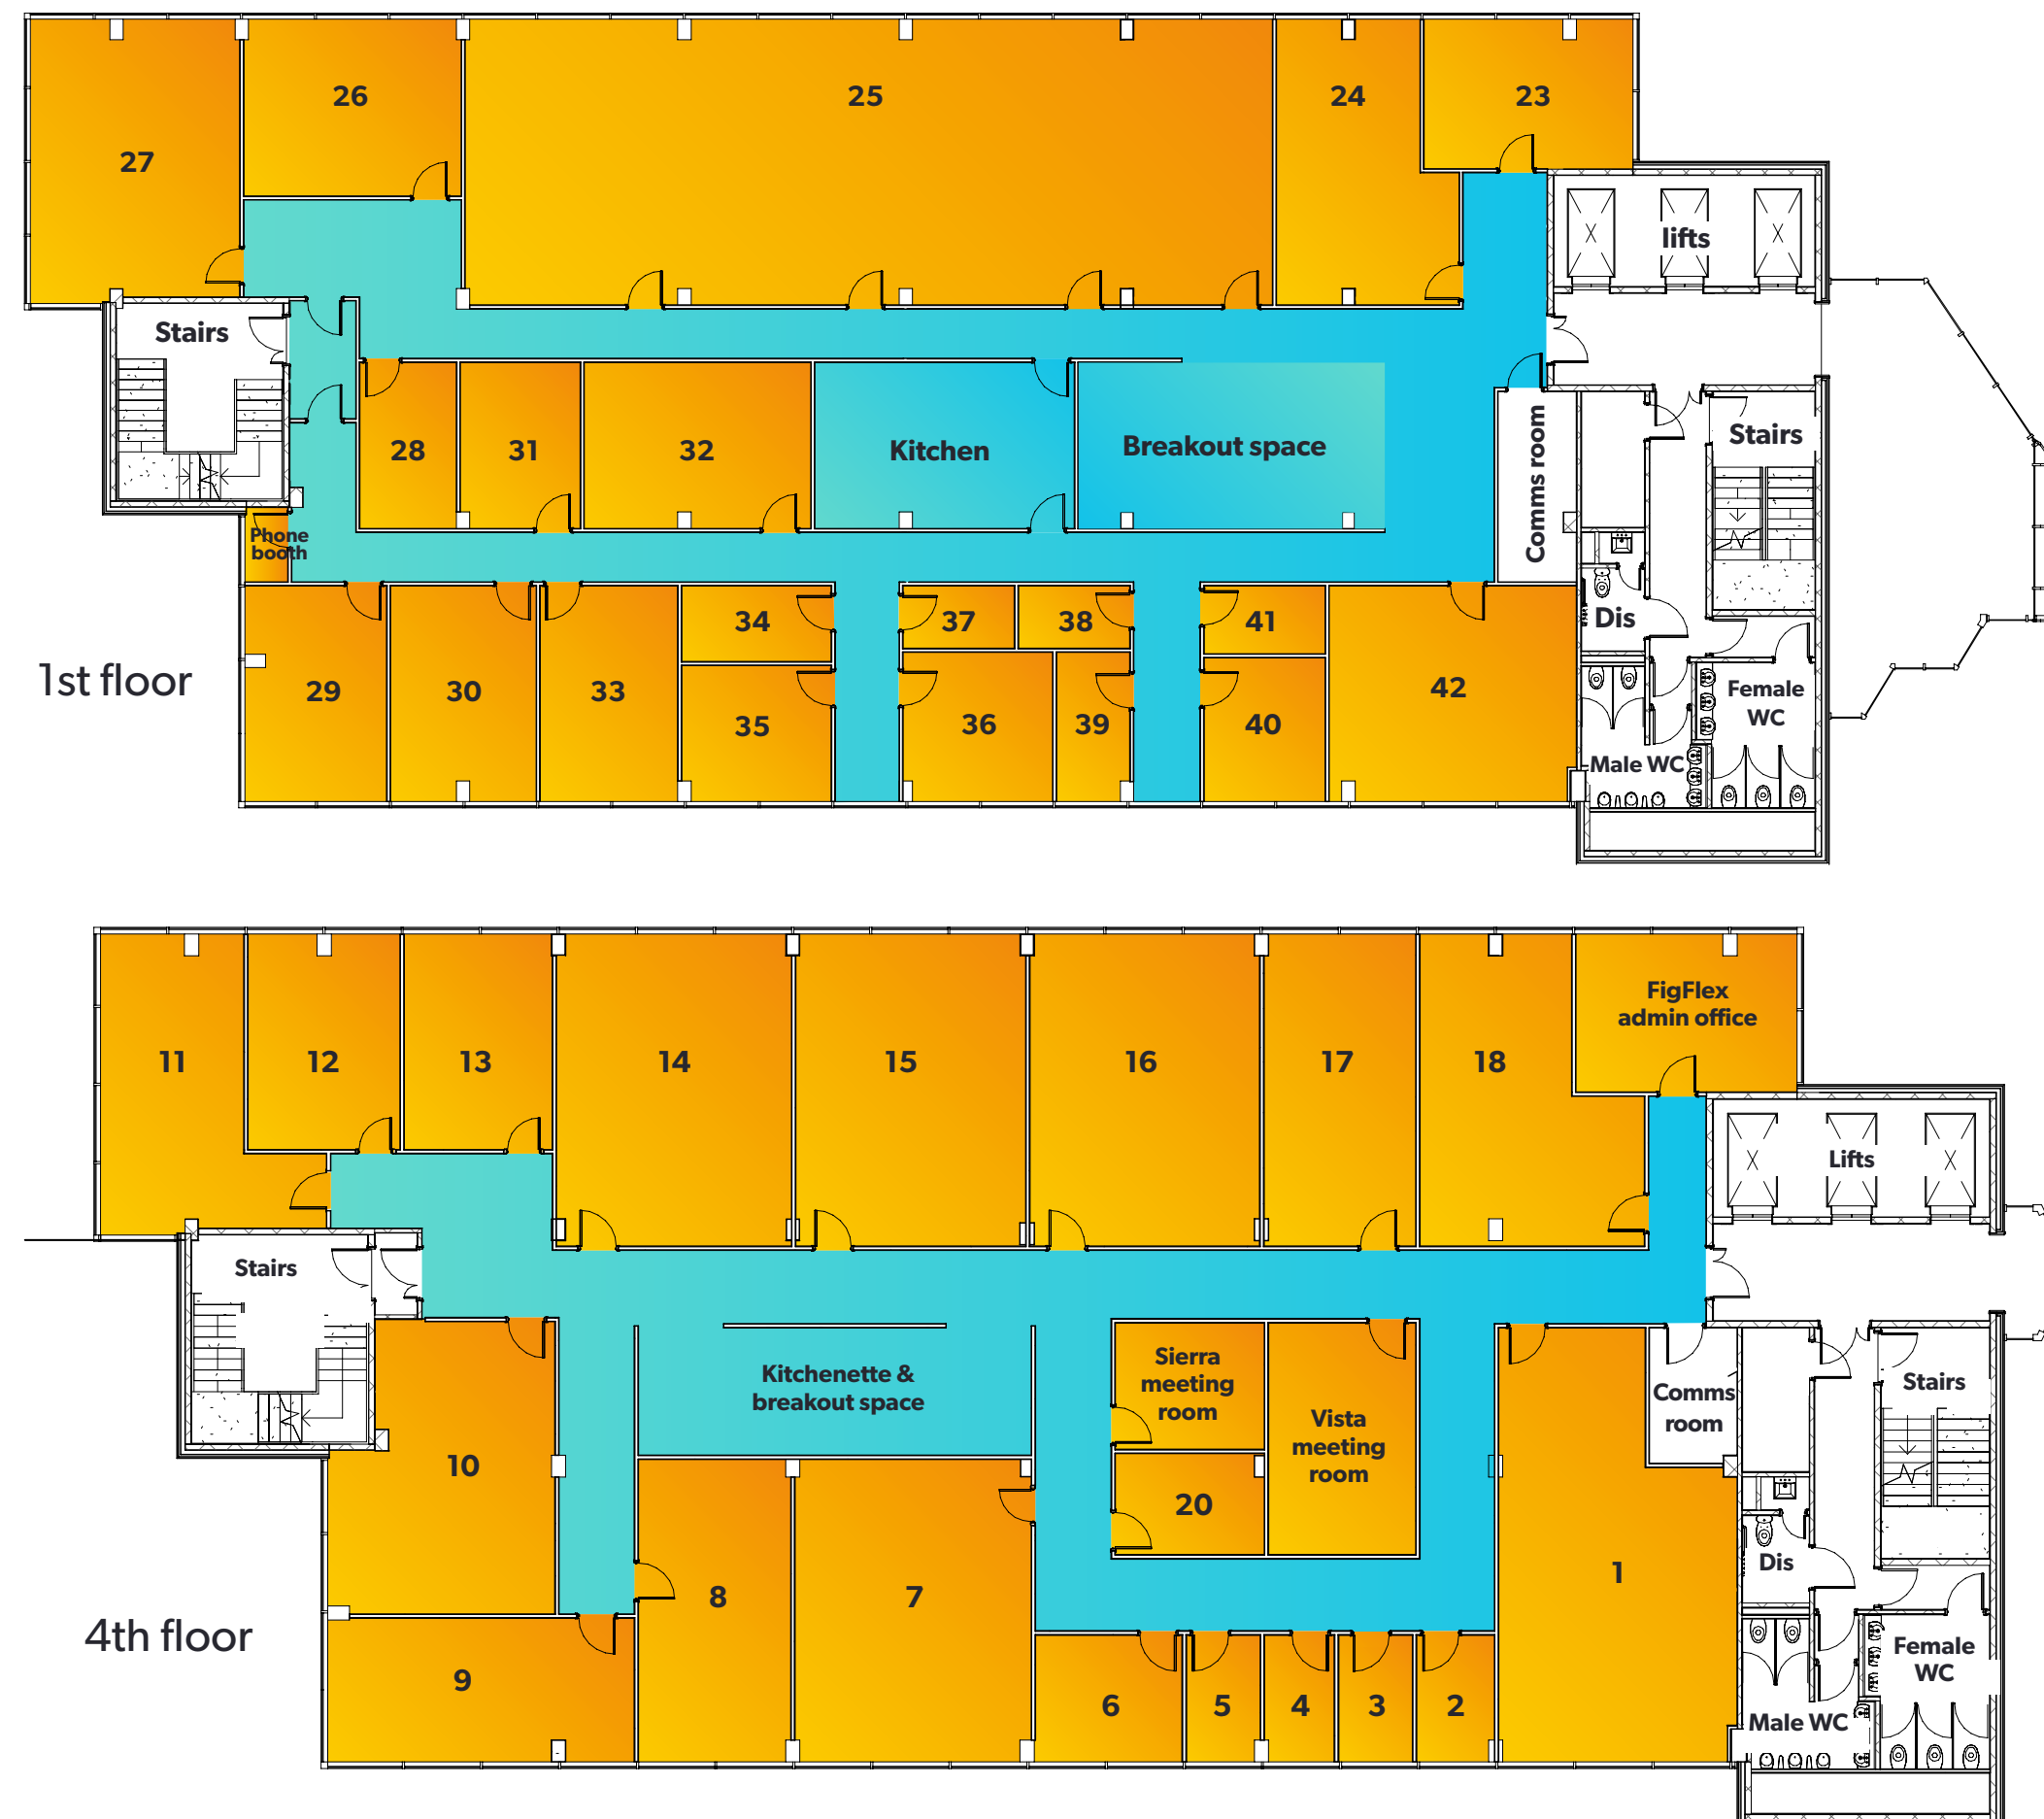 26
25
24
23
27
lifts
Stairs
28
31
32
Kitchen
Breakout space
Comms room
Stairs
Phone
booth
34
37
38
41
Dis
1st floor
29
30
33
35
36
39
40
42
Female
WC
Male WC
FigFlex
admin office
11
12
13
14
15
16
17
18
Lifts
Stairs
Kitchenette &
breakout space
Sierra
meeting
room
Vista
meeting
room
Comms
room
Stairs
10
20
8
7
1
Dis
4th floor
9
6
5
4
3
2
Female
WC
Male WC